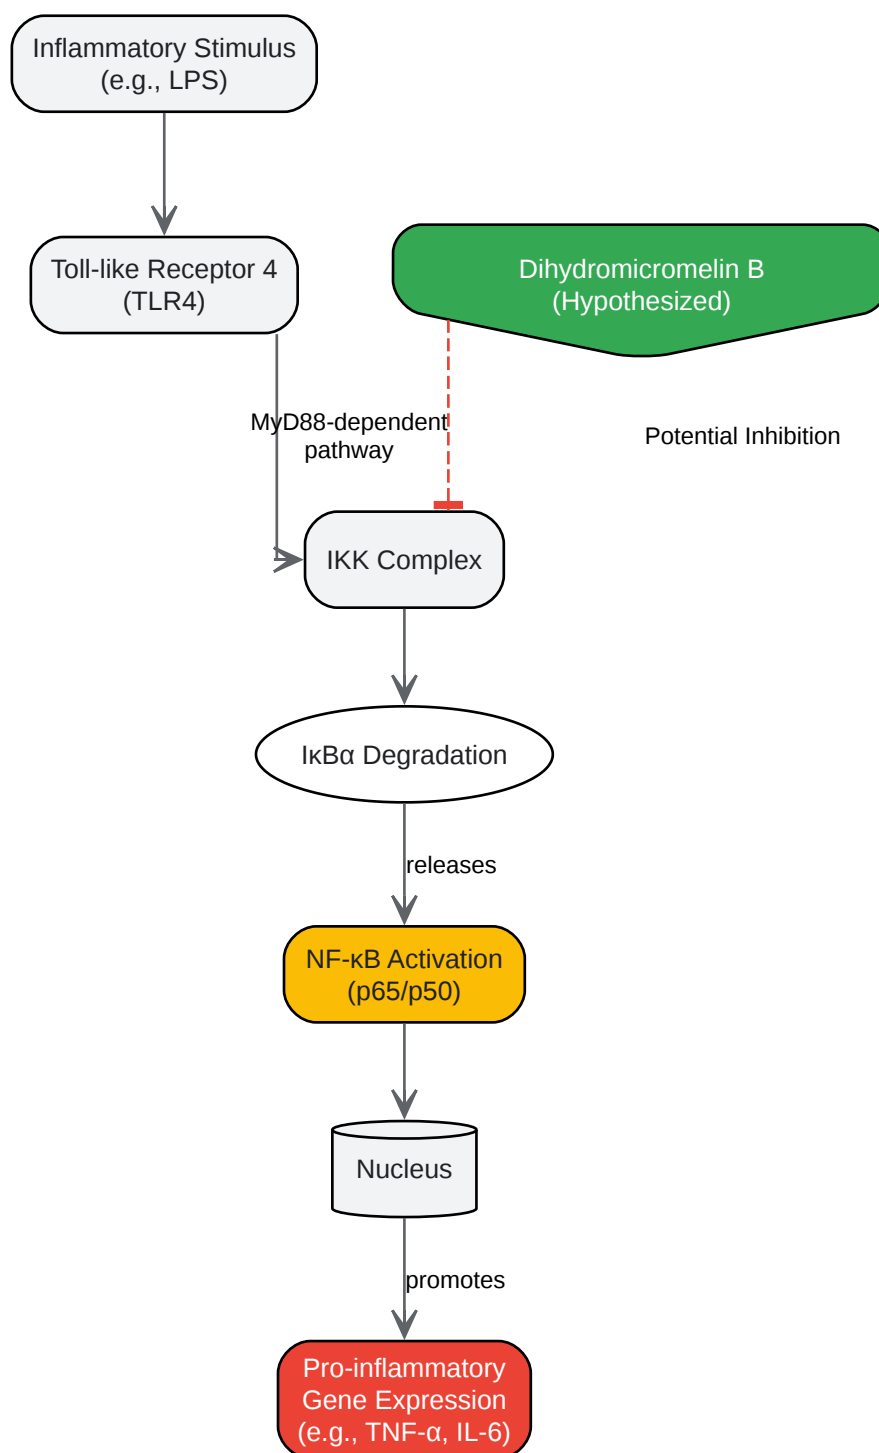 Inflammatory Stimulus
(e.g., LPS)
Toll-like Receptor 4
(TLR4)
Dihydromicromelin B
(Hypothesized)
MyD88-dependent
pathway
Potential Inhibition
IKK Complex
IκBα Degradation
releases
NF-κB Activation
(p65/p50)
Nucleus
promotes
Pro-inflammatory
Gene Expression
(e.g., TNF-α, IL-6)